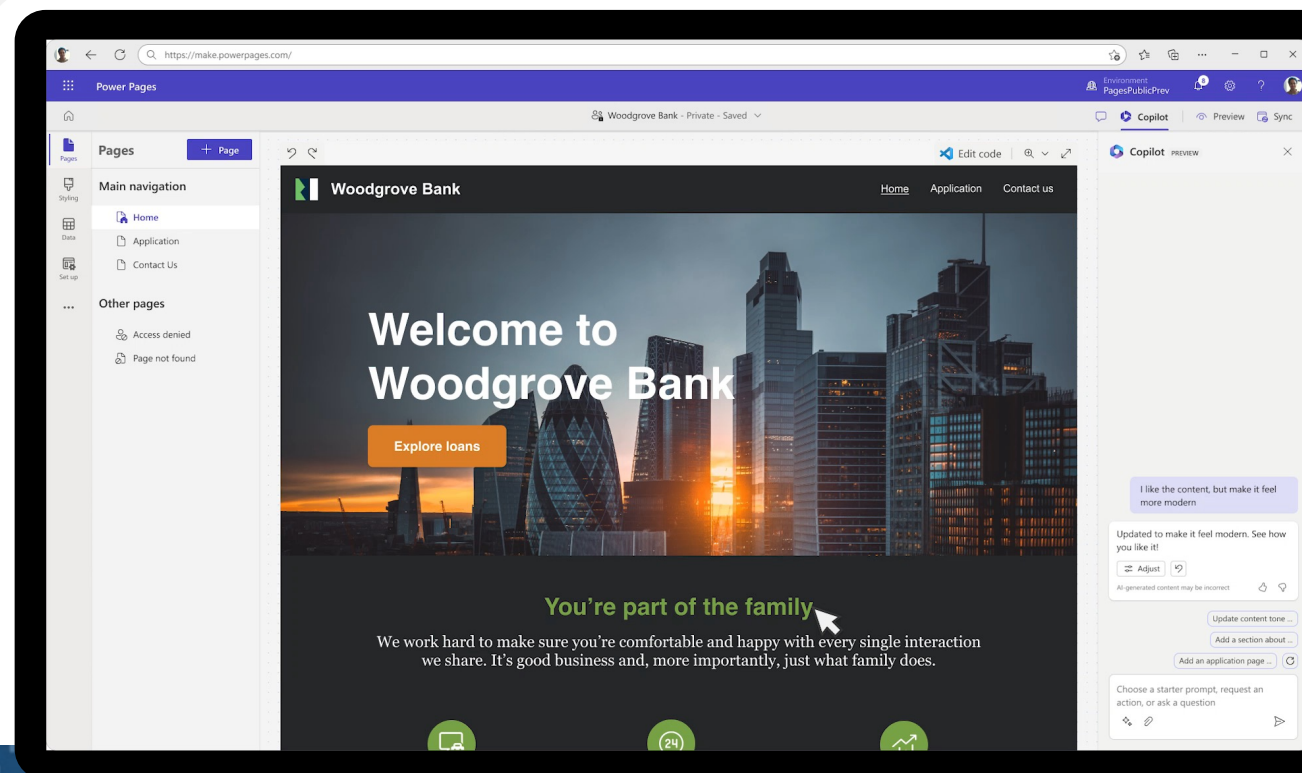 https://make.powerpages.com/
Power Pages
Environment
PagesPublicPrev
8
?
Woodgrove Bank - Private - Saved
Copilot
Preview
Sync
Pages
Styling
Data
Set up
Pages
+ Page
Main navigation
Home
Application
Contact Us
Other pages
Access denied
Page not found
Edit code
Woodgrove Bank
Home
Application
Contact us
Welcome to
Woodgrove Bank
Explore loans
You’re part of the family
We work hard to make sure you’re comfortable and happy with every single interaction
we share. It’s good business and, more importantly, just what family does.
24
Copilot PREVIEW
I like the content, but make it feel
more modern
Updated to make it feel modern. See how
you like it!
Adjust
AI-generated content may be incorrect
Update content tone ...
Add a section about ...
Add an application page ...
Choose a starter prompt, request an
action, or ask a question